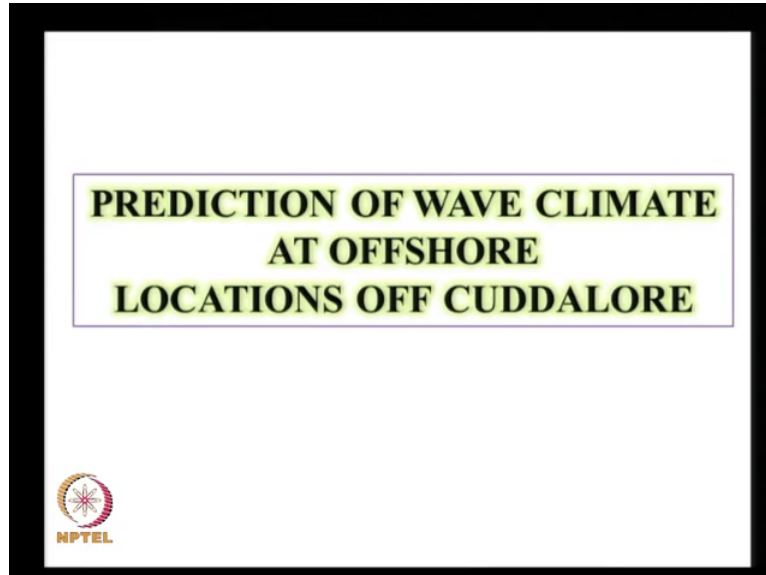 PREDICTION OF WAVE CLIMATE
AT OFFSHORE
LOCATIONS OFF CUDDALORE
NPTEL